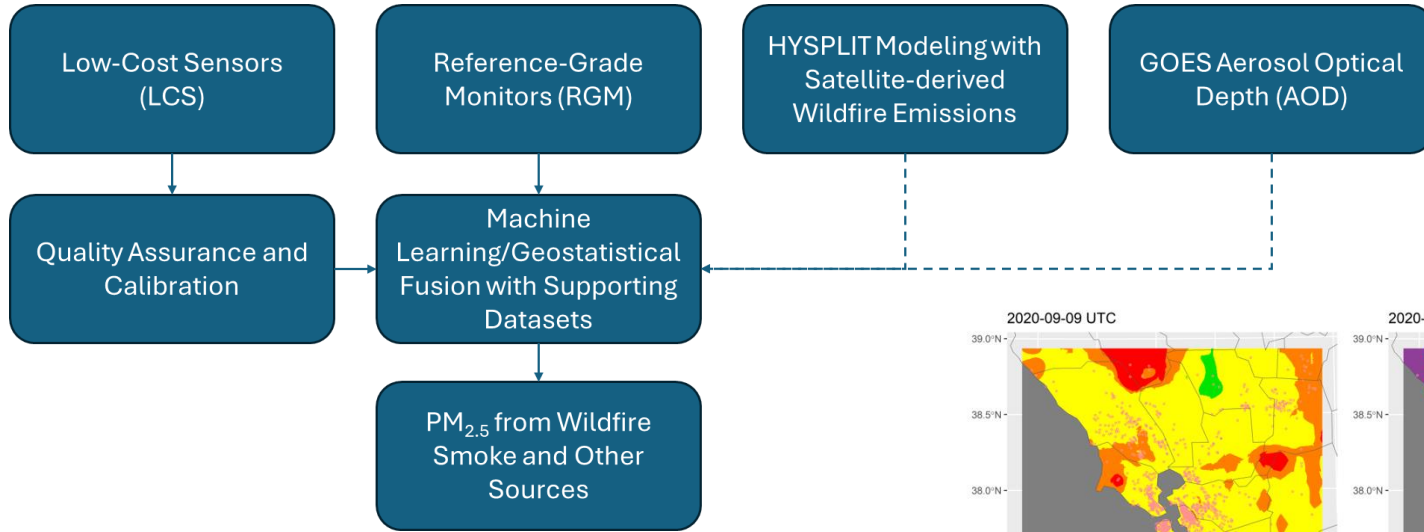 Low-Cost Sensors
(LCS)
Reference-Grade
Monitors (RGM)
HYSPLIT Modeling with
Satellite-derived
Wildfire Emissions
GOES Aerosol Optical
Depth (AOD)
Quality Assurance and
Calibration
Machine
Learning/Geostatistical
Fusion with Supporting
Datasets
PM₂.₅ from Wildfire
Smoke and Other
Sources
2020-09-09 UTC
39.0°N
38.5°N
38.0°N
2020-
39.0°N
38.5°N
38.0°N